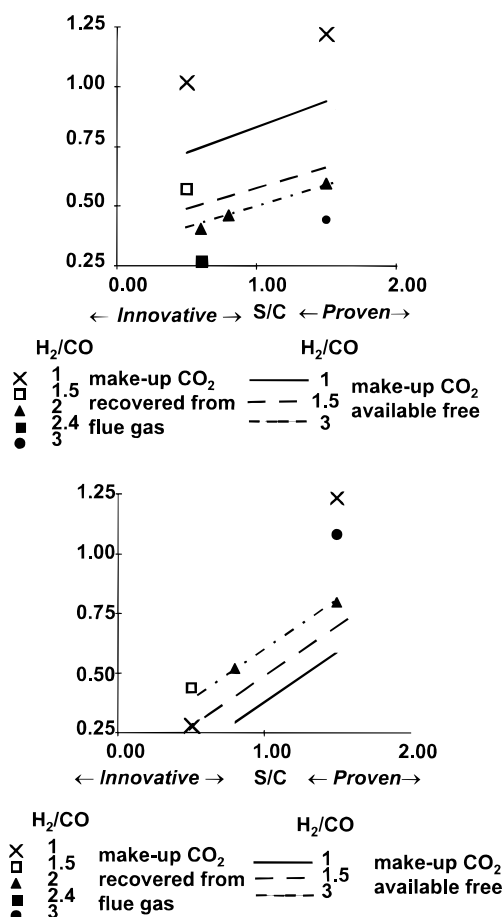 1.25
1.00
0.75
0.50
0.25
0.00 1.00 2.00
← Innovative → S/C ← Proven →
H₂/CO H₂/CO
1 make-up CO₂ 1 make-up CO₂
1.5 recovered from 1.5 available free
2 flue gas 3
2.4
3
1.25
1.00
0.75
0.50
0.25
0.00 1.00 2.00
← Innovative → S/C ← Proven →
H₂/CO H₂/CO
1 make-up CO₂ 1 make-up CO₂
1.5 recovered from 1.5 available free
2 flue gas 3
2.4
3